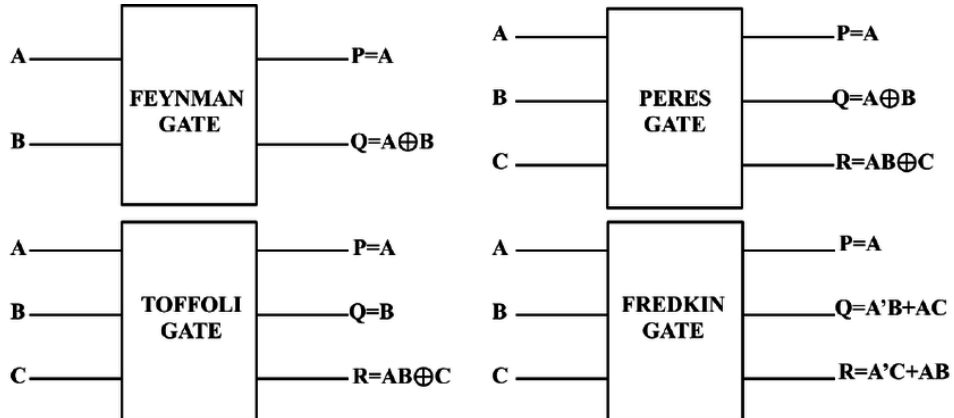 A
B
FEYNMAN
GATE
P=A
Q=A⊕B
A
B
C
PERES
GATE
P=A
Q=A⊕B
R=AB⊕C
A
B
C
TOFFOLI
GATE
P=A
Q=B
R=AB⊕C
A
B
C
FREDKIN
GATE
P=A
Q=A’B+AC
R=A’C+AB